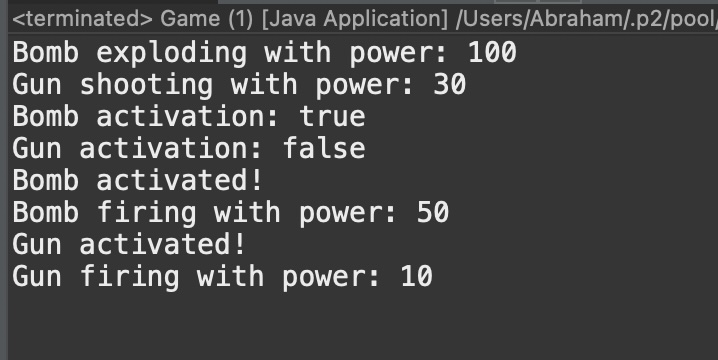 <terminated> Game (1) [Java Application] /Users/Abraham/.p2/pool/
Bomb exploding with power: 100
Gun shooting with power: 30
Bomb activation: true
Gun activation: false
Bomb activated!
Bomb firing with power: 50
Gun activated!
Gun firing with power: 10